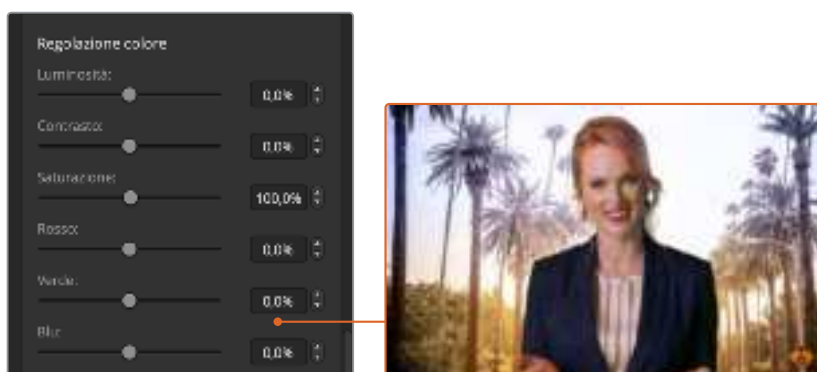 Regolazione colore
Luminosità:
0,0%
Contrasto:
0,0%
Saturazione:
100,0%
Rosso:
0,0%
Verde:
0,0%
Blu:
0,0%